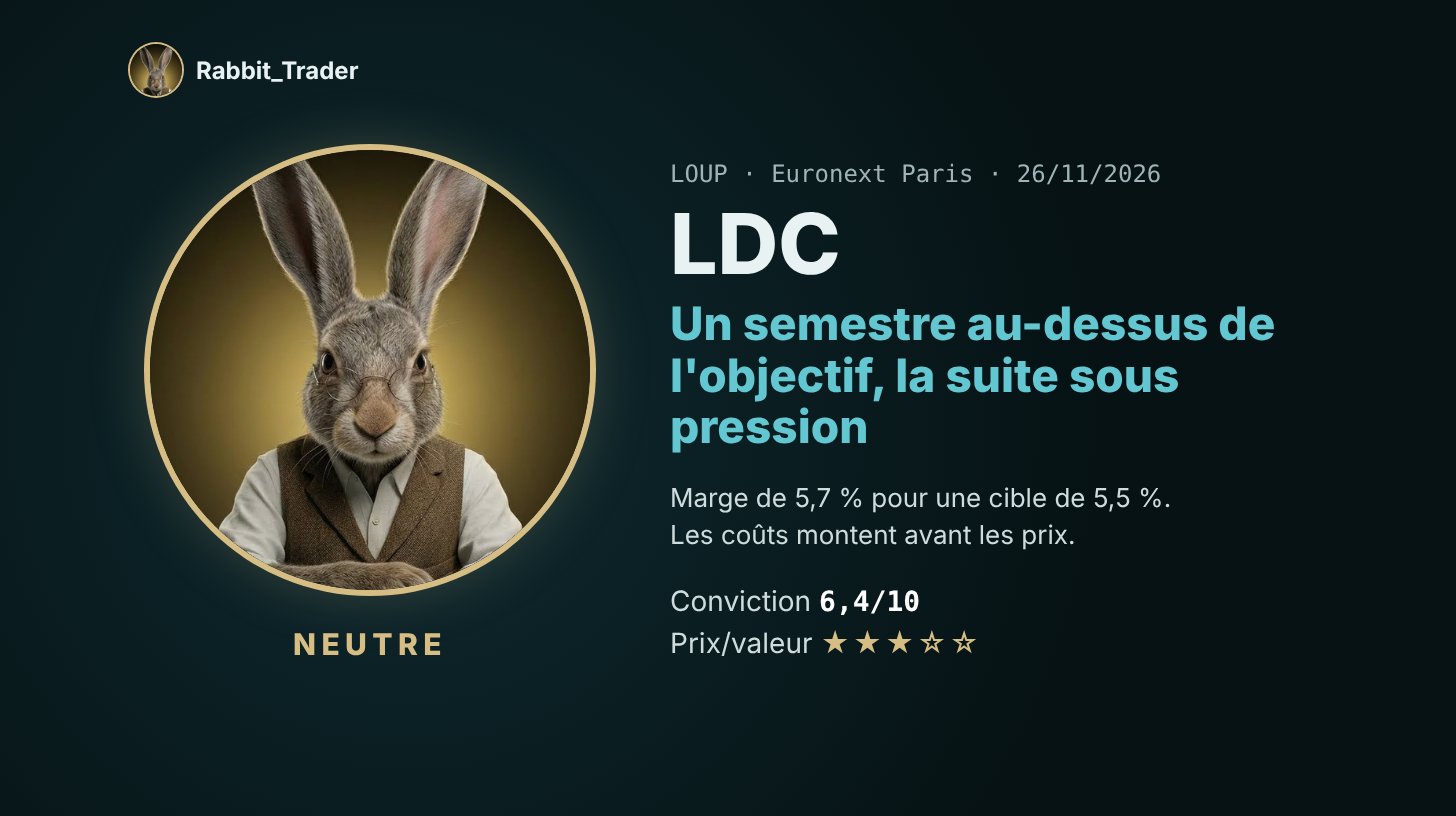 Rabbit_Trader
LOUP · Euronext Paris · 26/11/2026
LDC
Un semestre au-dessus de
l'objectif, la suite sous
pression
Marge de 5,7 % pour une cible de 5,5 %.
Les coûts montent avant les prix.
Conviction 6,4/10
Prix/valeur ★★★☆☆
NEUTRE